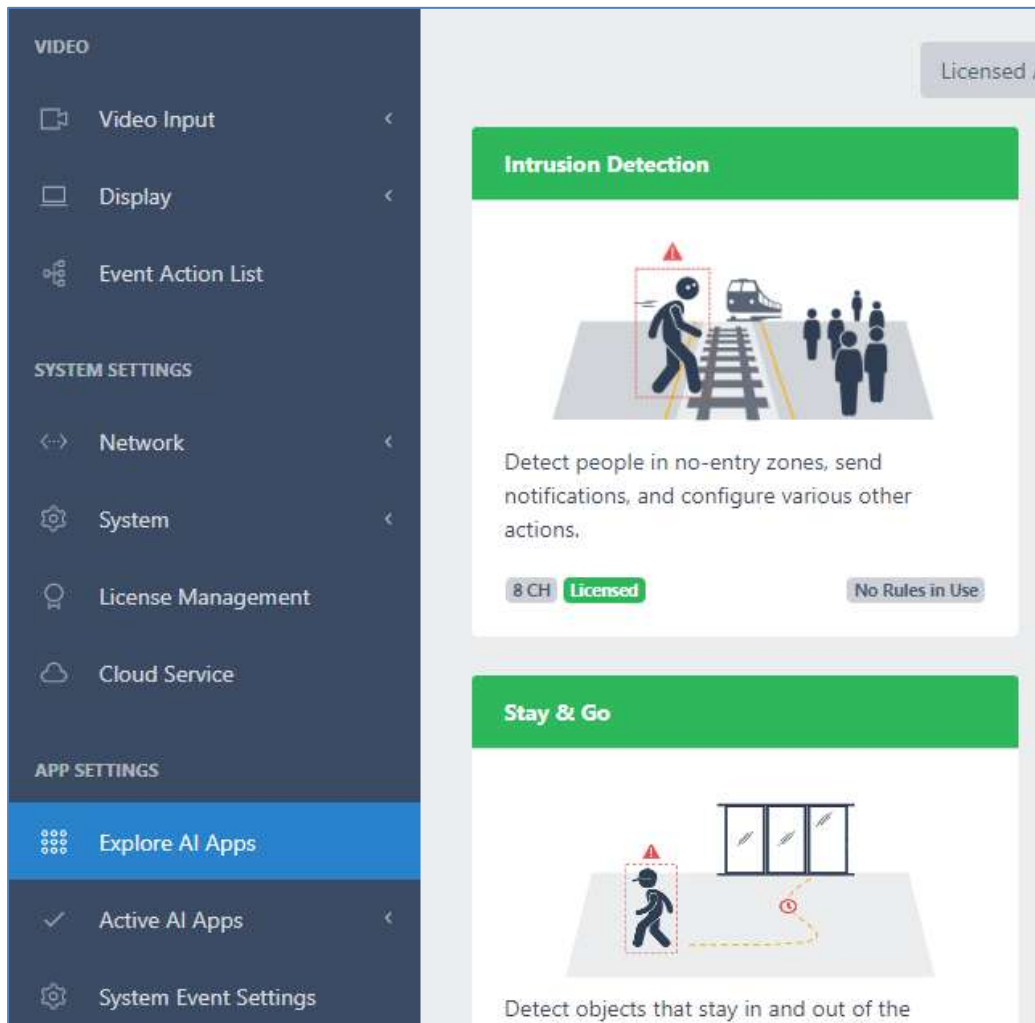 VIDEO
Video Input
Display
Event Action List
SYSTEM SETTINGS
Network
System
License Management
Cloud Service
APP SETTINGS
Explore AI Apps
Active AI Apps
System Event Settings
Licensed
Intrusion Detection
Detect people in no-entry zones, send
notifications, and configure various other
actions.
8 CH Licensed No Rules in Use
Stay & Go
Detect objects that stay in and out of the